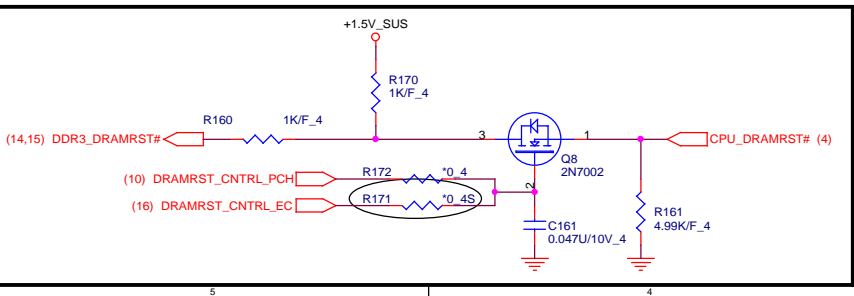 +1.5V_SUS
R170
1K/F_4
R160
1K/F_4
(14,15) DDR3_DRAMRST#
3
1
CPU_DRAMRST# (4)
Q8
2N7002
(10) DRAMRST_CNTRL_PCH
R172
*0_4
2
(16) DRAMRST_CNTRL_EC
R171
*0_4S
C161
0.047U/10V_4
R161
4.99K/F_4
5
4